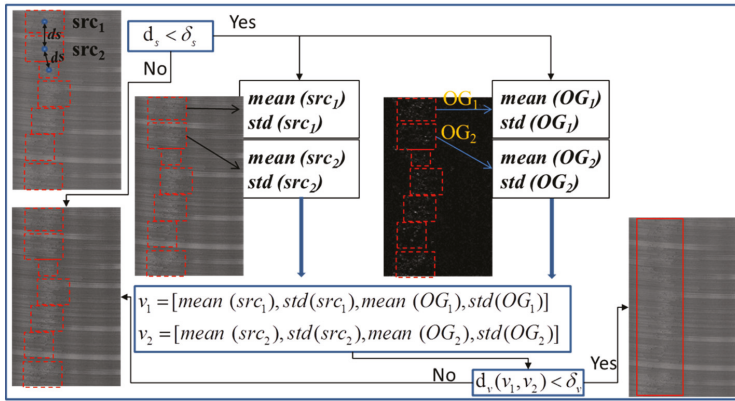 src₁
ds
src₂
ds
dₛ < δₛ
Yes
No
mean (src₁)
std (src₁)
mean (src₂)
std (src₂)
OG₁
OG₂
mean (OG₁)
std (OG₁)
mean (OG₂)
std (OG₂)
v₁ = [mean (src₁), std(src₁), mean (OG₁), std(OG₁)]
v₂ = [mean (src₂), std(src₂), mean (OG₂), std(OG₂)]
No
dᵥ(v₁,v₂) < δᵥ
Yes